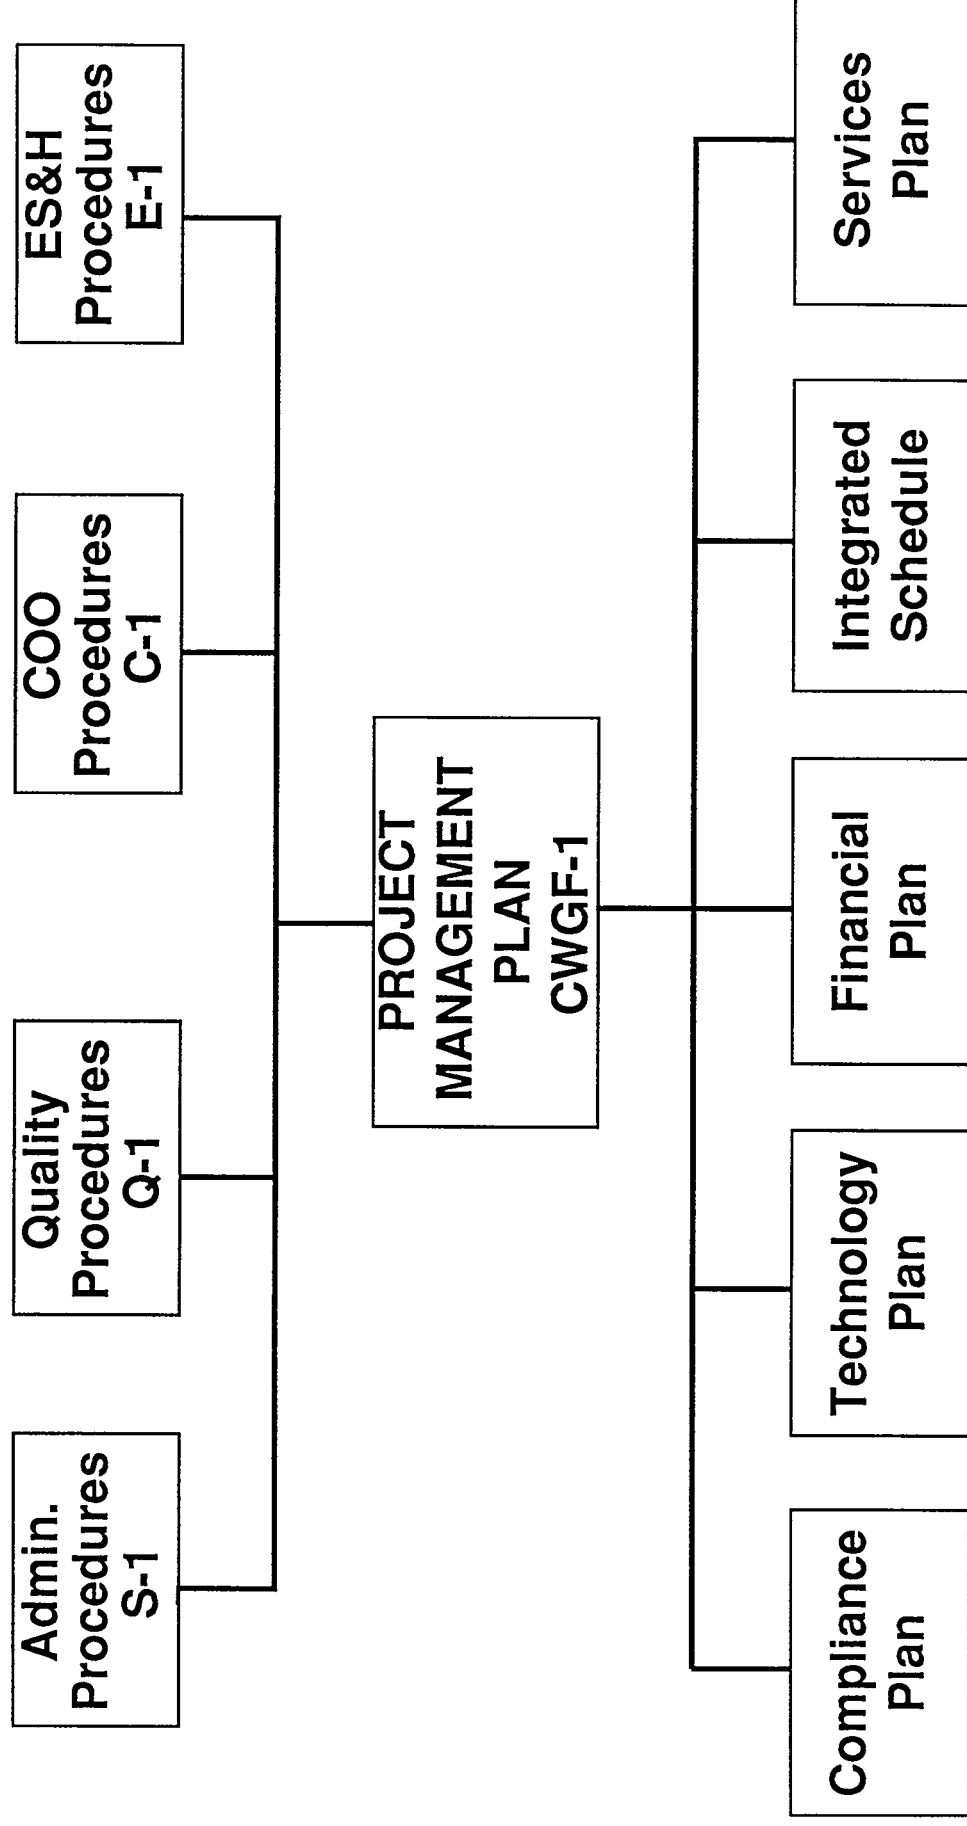 Admin.
Procedures
S-1
Quality
Procedures
Q-1
COO
Procedures
C-1
ES&H
Procedures
E-1
PROJECT
MANAGEMENT
PLAN
CWGF-1
Compliance
Plan
Technology
Plan
Financial
Plan
Integrated
Schedule
Services
Plan